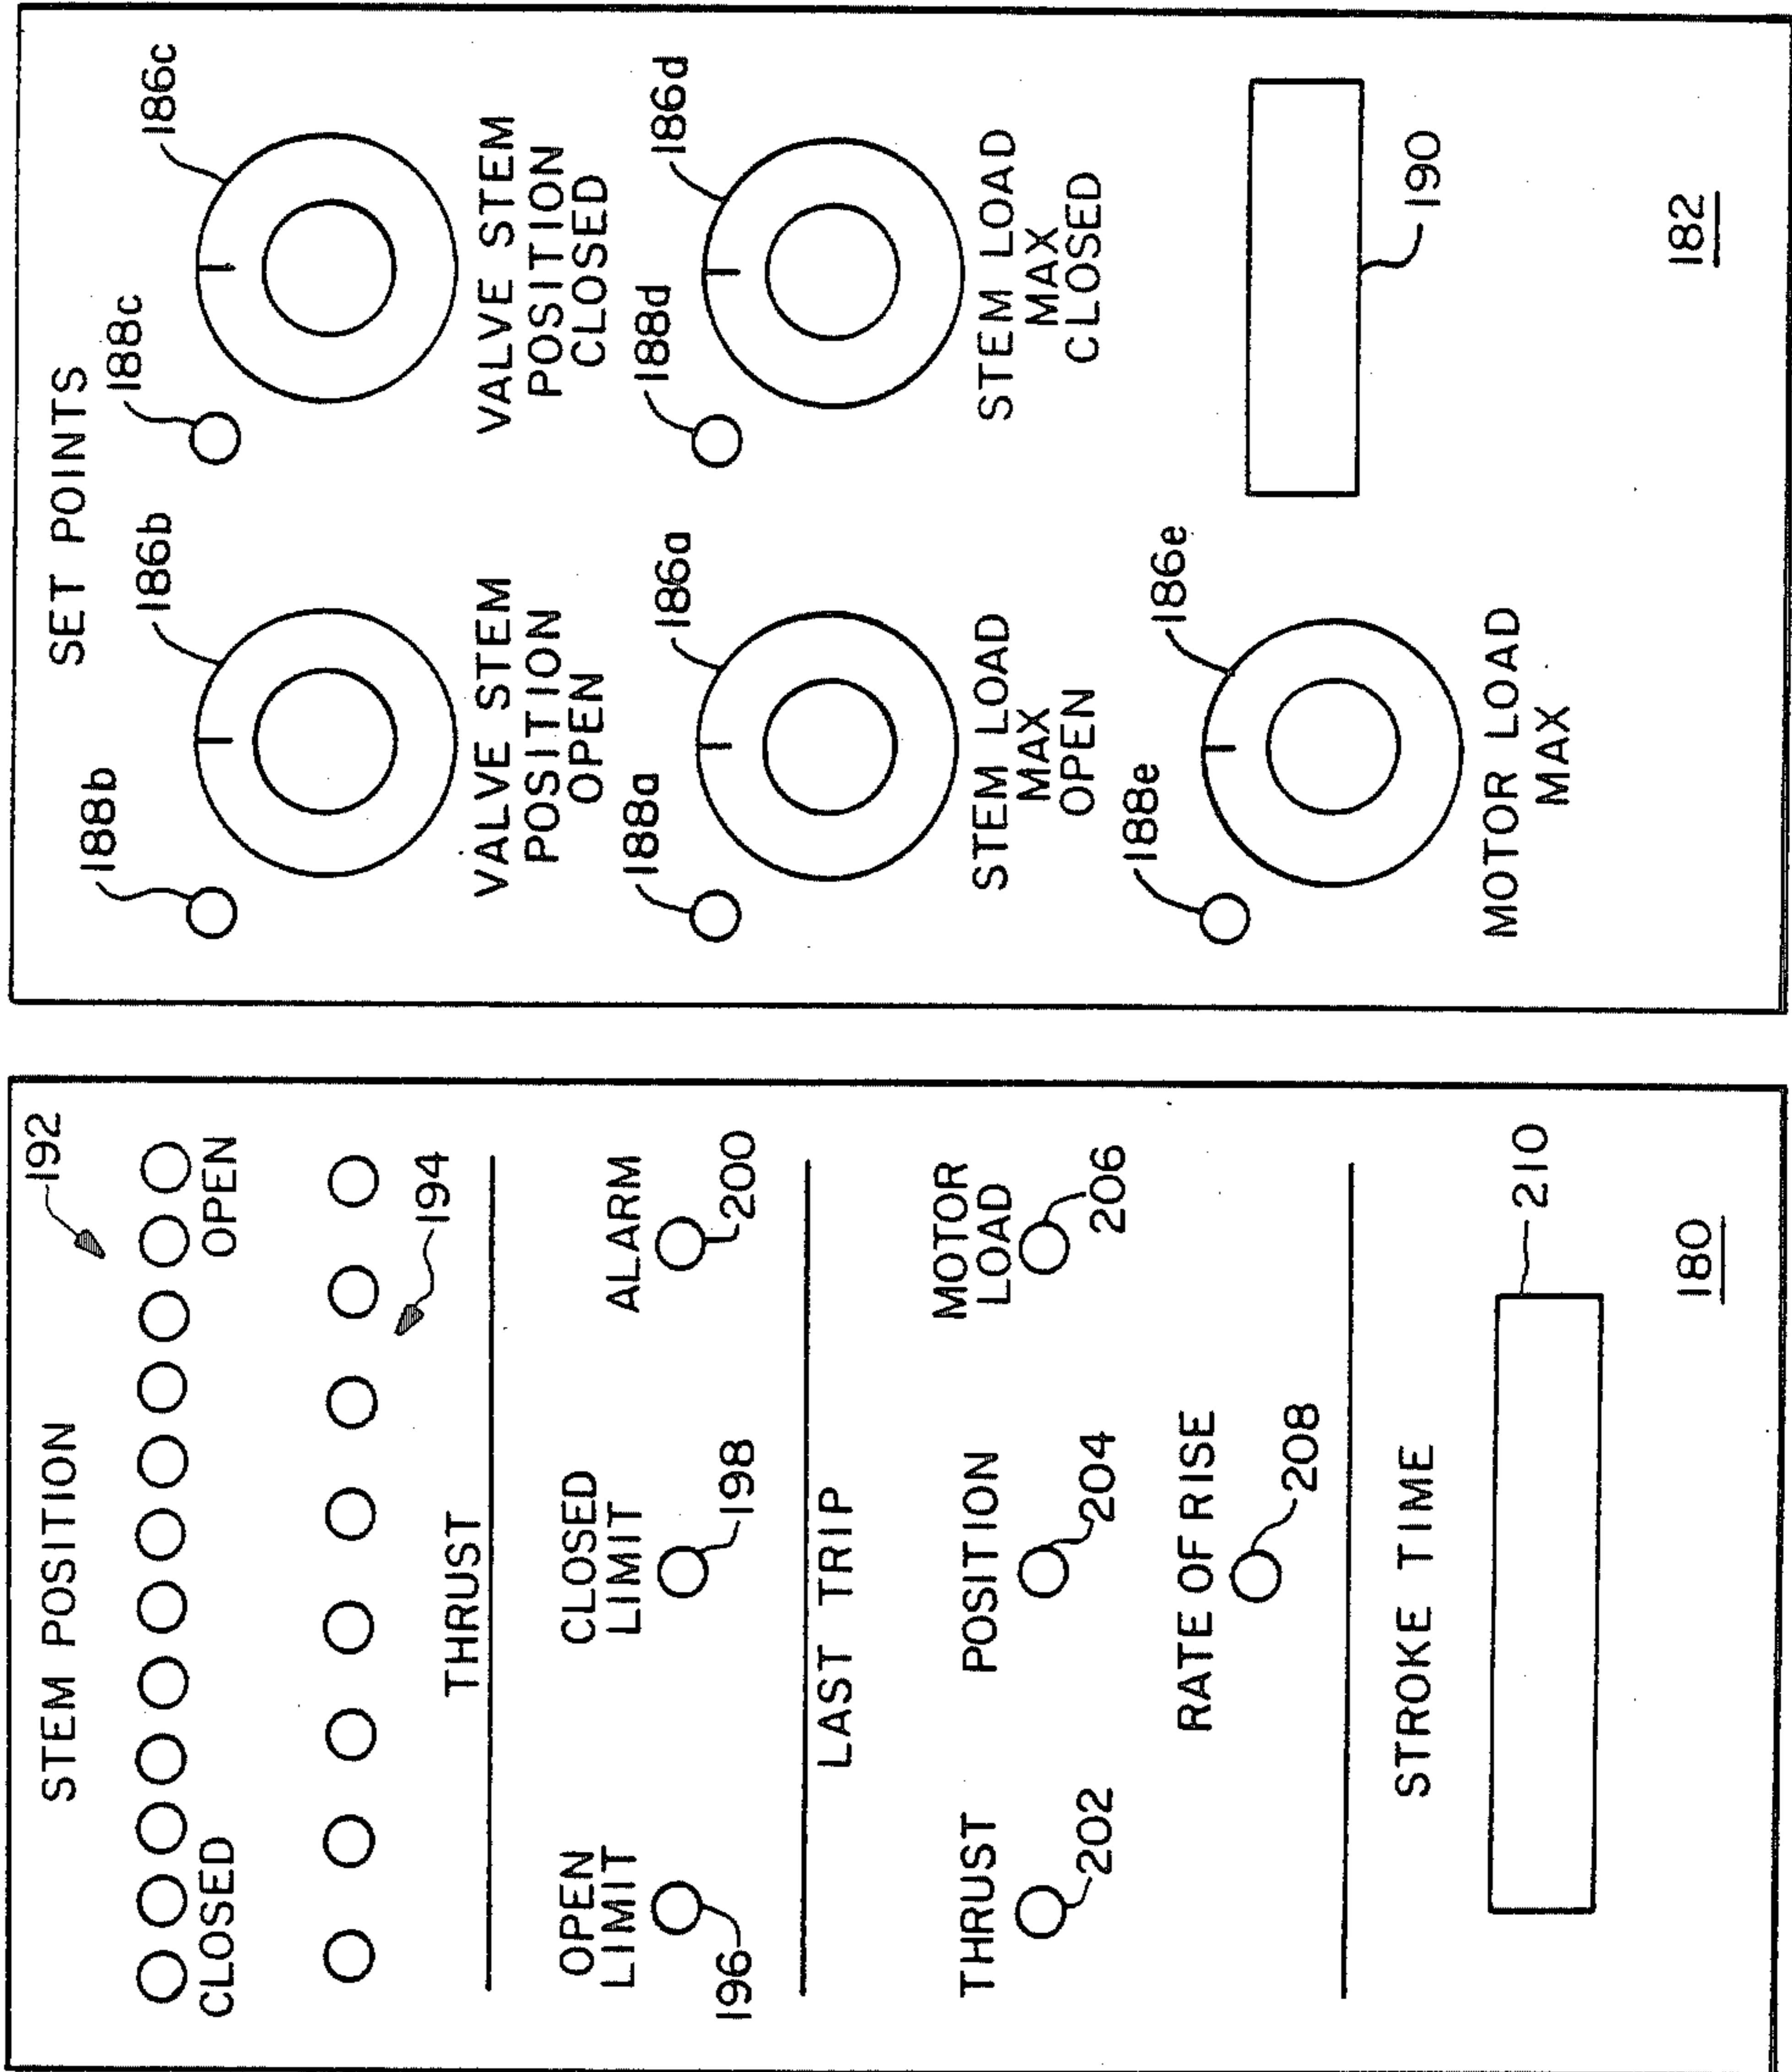 STEM POSITION
192
CLOSED
OPEN
194
THRUST
OPEN
LIMIT
196
CLOSED
LIMIT
198
ALARM
200
LAST TRIP
THRUST
202
POSITION
204
MOTOR
LOAD
206
RATE OF RISE
208
STROKE TIME
210
180
SET POINTS
188b
186b
VALVE STEM
POSITION
OPEN
188c
186c
VALVE STEM
POSITION
CLOSED
188a
186a
STEM LOAD
MAX
OPEN
188d
186d
STEM LOAD
MAX
CLOSED
188e
186e
MOTOR LOAD
MAX
190
182